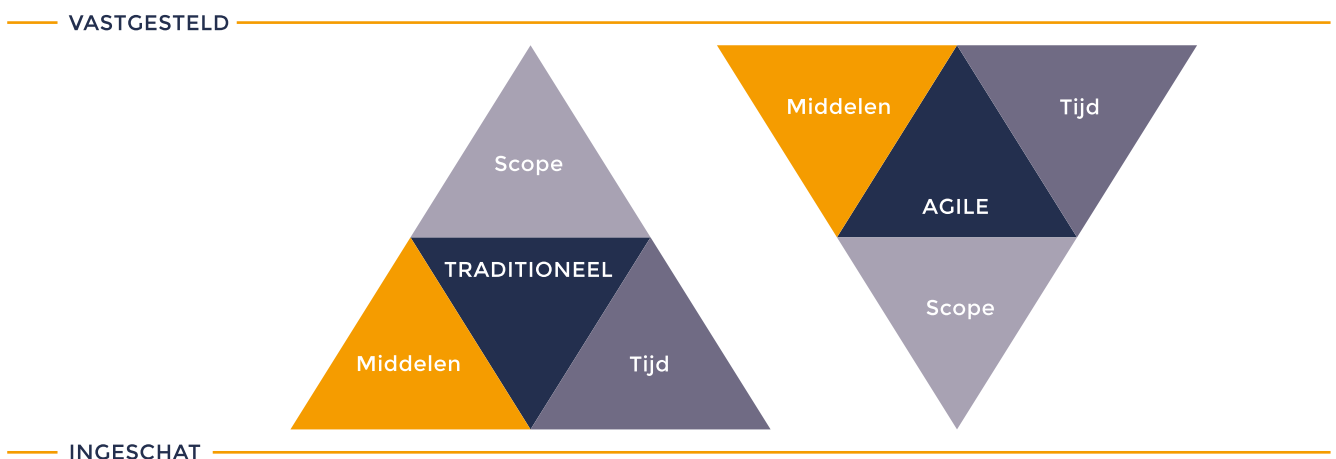 VASTGESTELD
Scope
TRADITIONEEL
Middelen
Tijd
Middelen
Tijd
AGILE
Scope
INGESCHAT